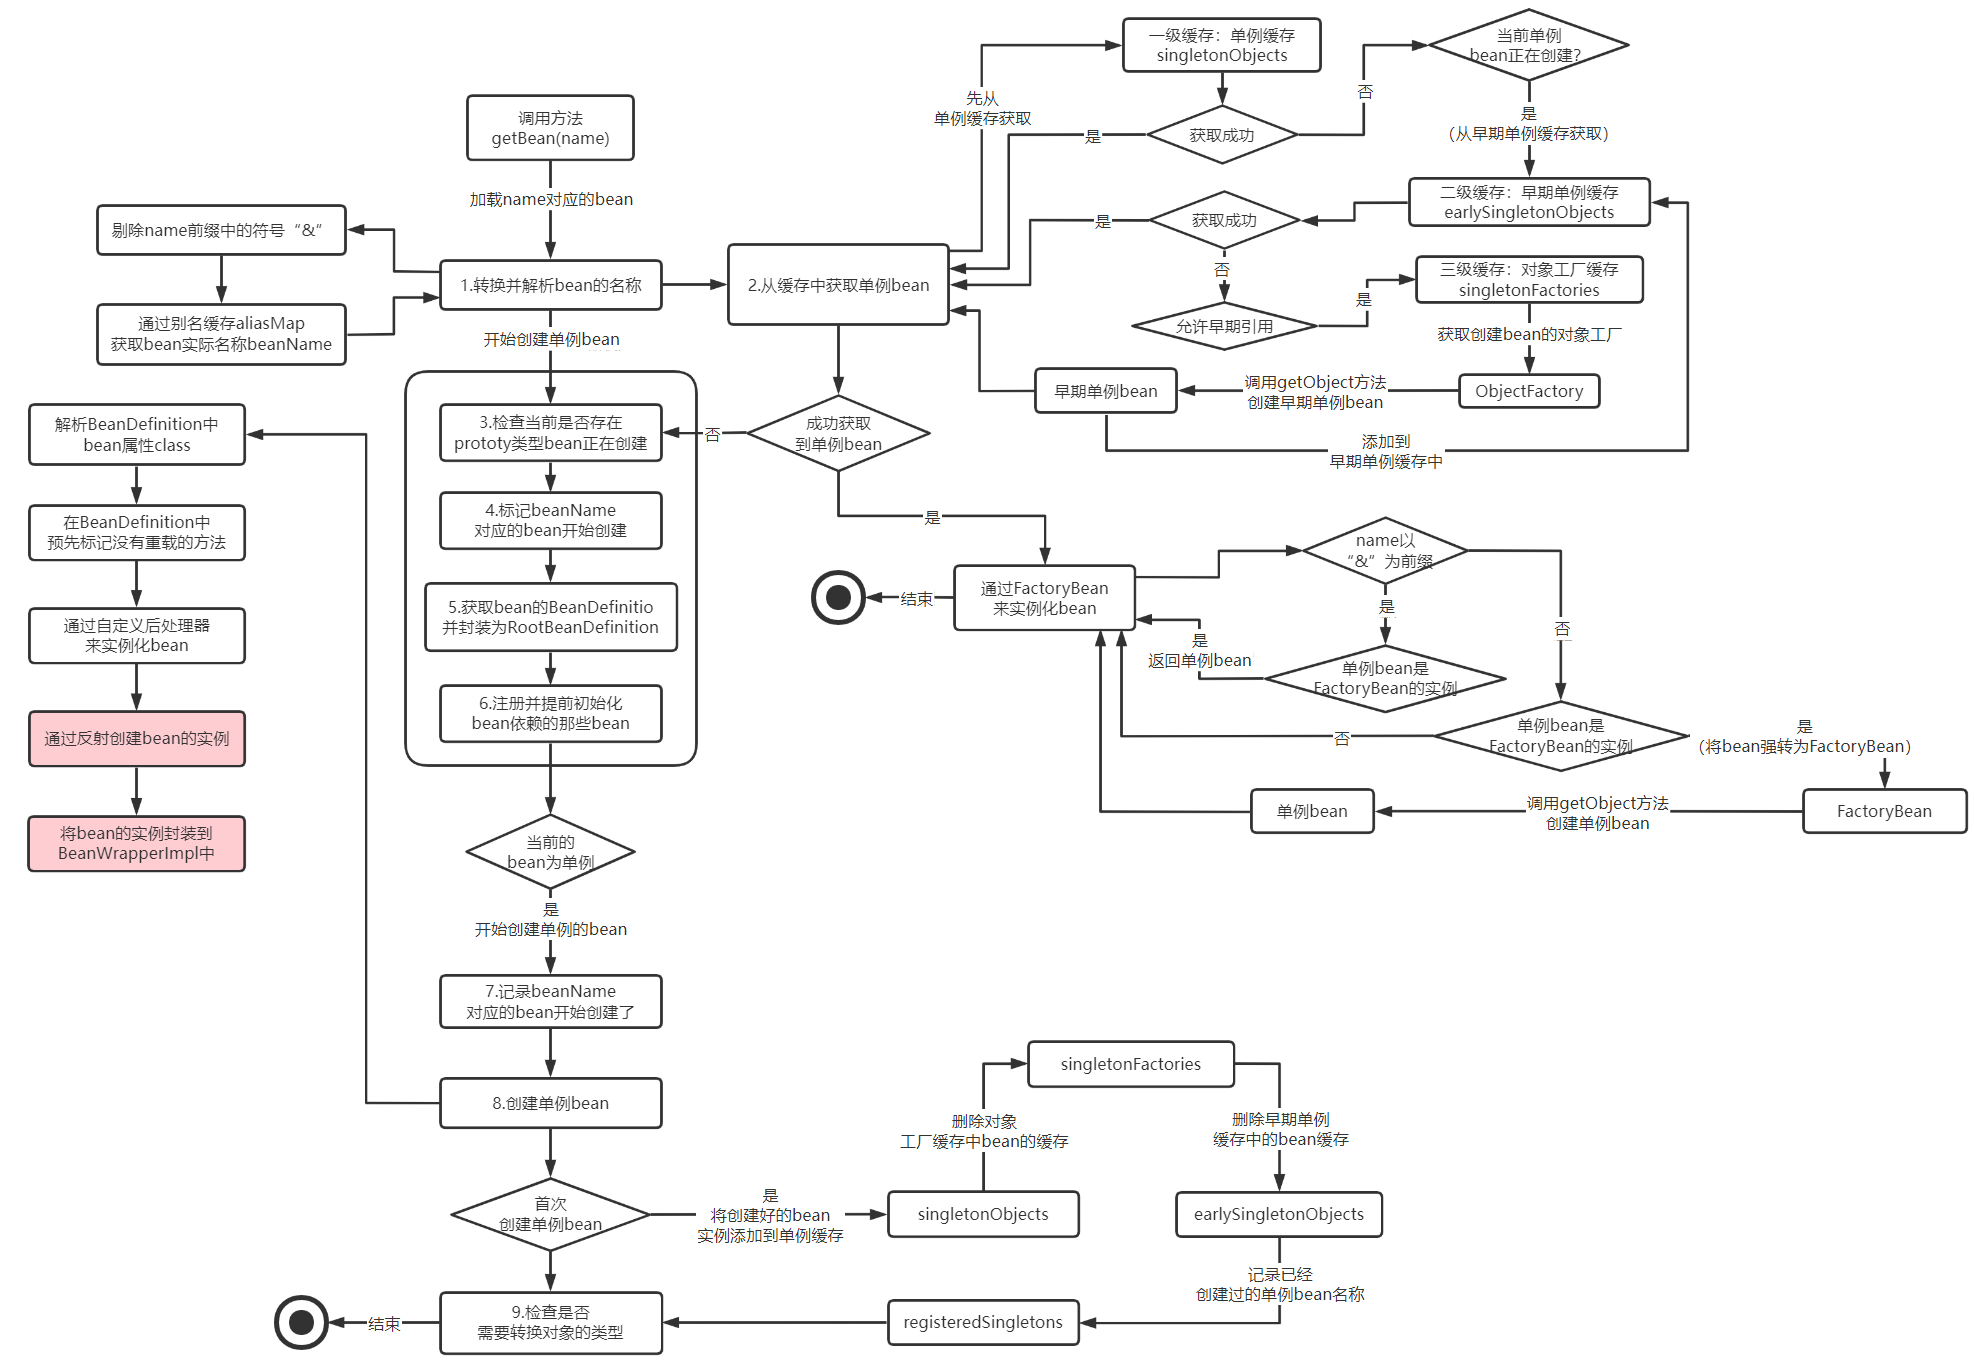 调用方法
getBean(name)
加载name对应的bean
剔除name前缀中的符号“&”
通过别名缓存aliasMap
获取bean实际名称beanName
1.转换并解析bean的名称
开始创建单例bean
2.从缓存中获取单例bean
先从
单例缓存获取
一级缓存：单例缓存
singletonObjects
获取成功
是
否
当前单例
bean正在创建？
是
（从早期单例缓存获取）
二级缓存：早期单例缓存
earlySingletonObjects
获取成功
是
否
允许早期引用
是
三级缓存：对象工厂缓存
singletonFactories
获取创建bean的对象工厂
ObjectFactory
调用getObject方法
创建早期单例bean
早期单例bean
添加到
早期单例缓存中
成功获取
到单例bean
否
是
3.检查当前是否存在
prototy类型bean正在创建
4.标记beanName
对应的bean开始创建
5.获取bean的BeanDefinitio
并封装为RootBeanDefinition
6.注册并提前初始化
bean依赖的那些bean
解析BeanDefinition中
bean属性class
在BeanDefinition中
预先标记没有重载的方法
通过自定义后处理器
来实例化bean
通过反射创建bean的实例
将bean的实例封装到
BeanWrapperImpl中
结束
通过FactoryBean
来实例化bean
name以
“&”为前缀
是
否
单例bean是
FactoryBean的实例
是
返回单例bean
单例bean是
FactoryBean的实例
否
是
（将bean强转为FactoryBean）
FactoryBean
调用getObject方法
创建单例bean
单例bean
当前的
bean为单例
是
开始创建单例的bean
7.记录beanName
对应的bean开始创建了
8.创建单例bean
首次
创建单例bean
是
将创建好的bean
实例添加到单例缓存
singletonObjects
删除对象
工厂缓存中bean的缓存
singletonFactories
删除早期单例
缓存中的bean缓存
earlySingletonObjects
记录已经
创建过的单例bean名称
registeredSingletons
9.检查是否
需要转换对象的类型
结束